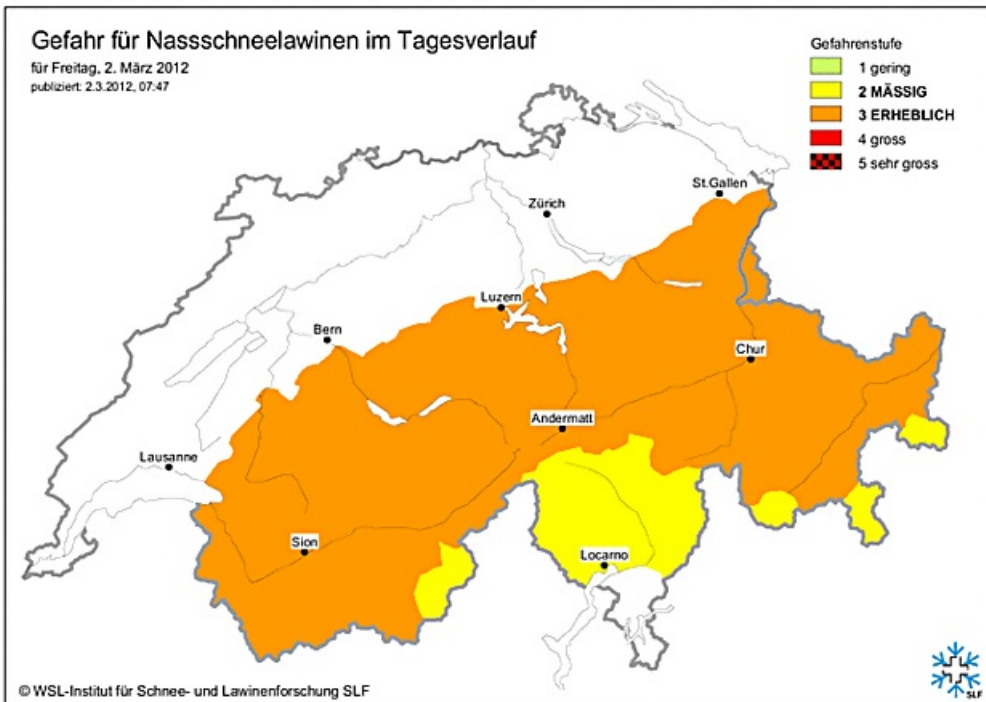 Gefahr für Nassschneelawinen im Tagesverlauf
für Freitag, 2. März 2012
publiziert: 2.3.2012, 07:47
Gefahrenstufe
1 gering
2 MÄSSIG
3 ERHEBLICH
4 gross
5 sehr gross
St.Gallen
Zürich
Luzern
Bern
Chur
Andermatt
Lausanne
Sion
Locarno
© WSL-Institut für Schnee- und Lawinenforschung SLF
SLF